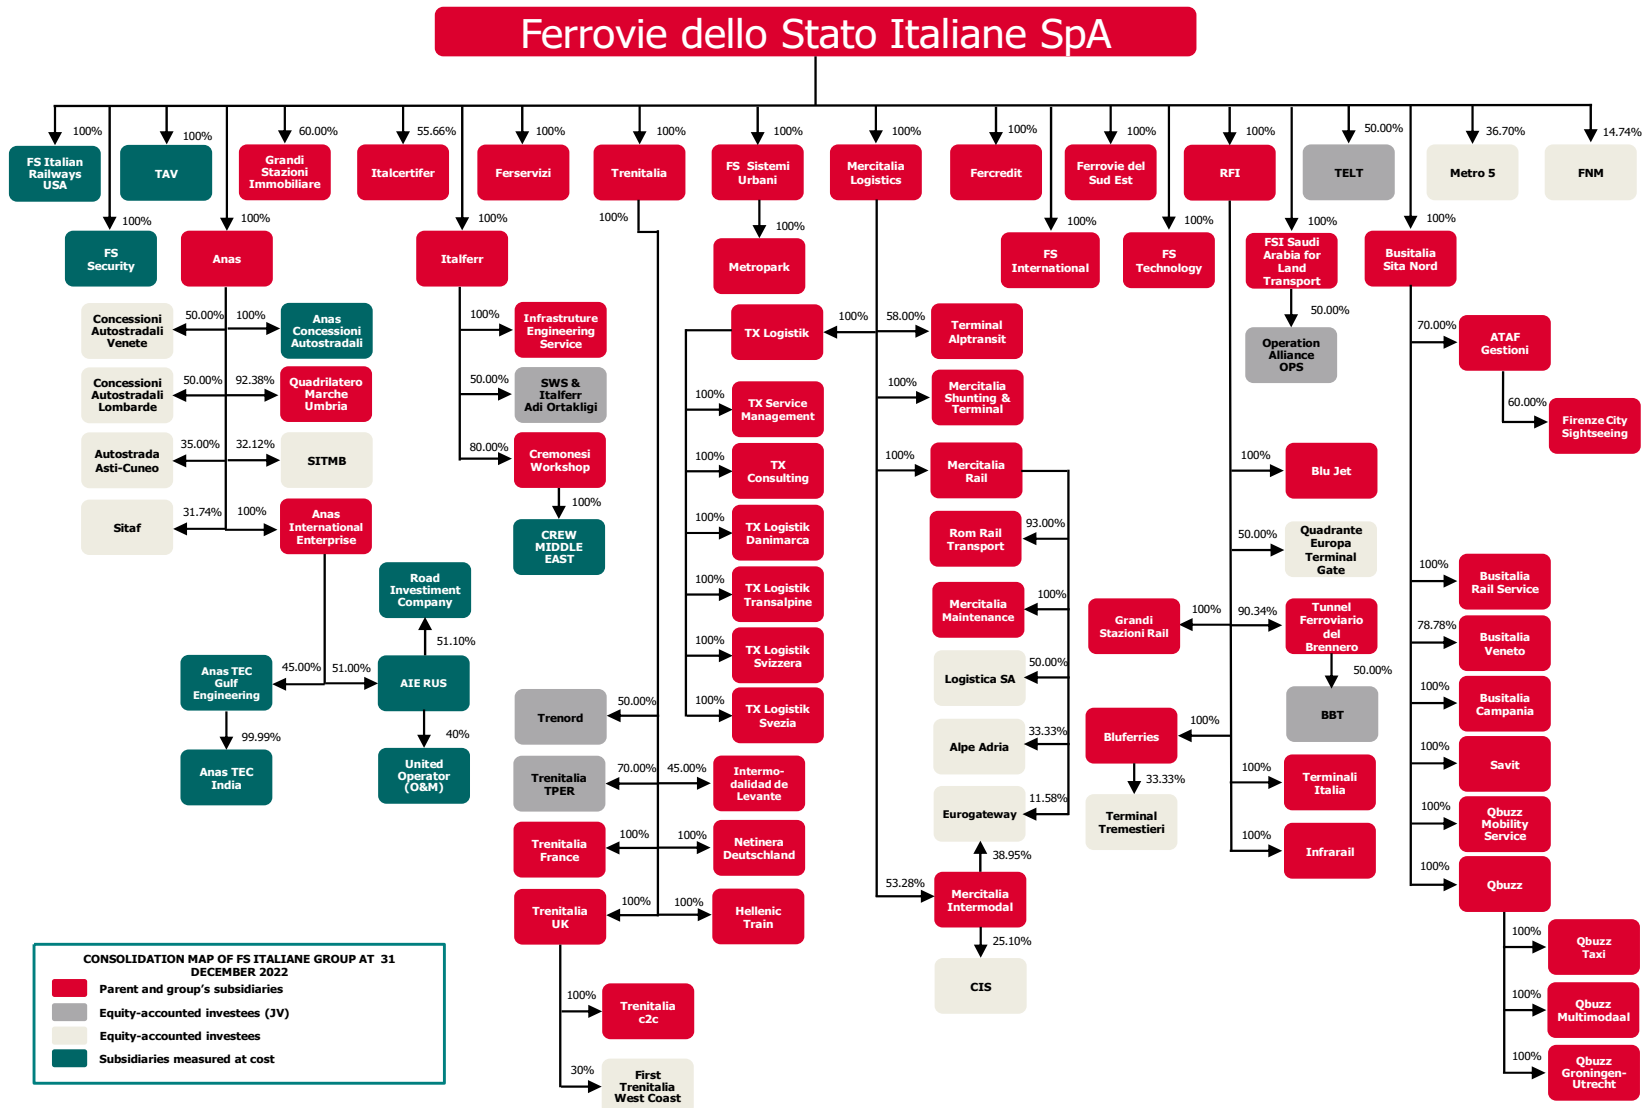 Ferrovie dello Stato Italiane SpA
100%
100%
60.00%
55.66%
100%
100%
100%
100%
100%
100%
100%
50.00%
36.70%
14.74%
FS Italian
Railways
USA
TAV
Grandi
Stazioni
Immobiliare
Italcertifer
Ferservizi
Trenitalia
FS Sistemi
Urbani
Mercitalia
Logistics
Fercredit
Ferrovie del
Sud Est
RFI
TELT
Metro 5
FNM
100%
100%
100%
100%
100%
100%
100%
100%
100%
FS
Security
Anas
Italferr
Metropark
FS
International
FS
Technology
FSI Saudi
Arabia for
Land
Transport
Busitalia
Sita Nord
50.00%
100%
Concessioni
Autostradali
Venete
Anas
Concessioni
Autostradali
50.00%
92.38%
Concessioni
Autostradali
Lombarde
Quadrilatero
Marche
Umbria
35.00%
32.12%
Autostrada
Asti-Cuneo
SITMB
31.74%
100%
Sitaf
Anas
International
Enterprise
Road
Investiment
Company
51.10%
45.00%
51.00%
Anas TEC
Gulf
Engineering
AIE RUS
99.99%
40%
Anas TEC
India
United
Operator
(O&M)
100%
Infrastruture
Engineering
Service
50.00%
SWS &
Italferr
Adi Ortakligi
80.00%
Cremonesi
Workshop
100%
CREW
MIDDLE
EAST
50.00%
Trenord
70.00%
45.00%
Trenitalia
TPER
Intermo-
dalidad de
Levante
100%
100%
Trenitalia
France
Netinera
Deutschland
100%
100%
Trenitalia
UK
Hellenic
Train
100%
Trenitalia
c2c
30%
First
Trenitalia
West Coast
100%
58.00%
TX Logistik
Terminal
Alptransit
100%
TX Service
Management
100%
TX
Consulting
100%
TX Logistik
Danimarca
100%
TX Logistik
Transalpine
100%
TX Logistik
Svizzera
100%
TX Logistik
Svezia
100%
Mercitalia
Shunting &
Terminal
100%
Mercitalia
Rail
93.00%
Rom Rail
Transport
100%
Mercitalia
Maintenance
50.00%
Logistica SA
33.33%
Alpe Adria
11.58%
Eurogateway
38.95%
53.28%
Mercitalia
Intermodal
25.10%
CIS
50.00%
Operation
Alliance
OPS
100%
Blu Jet
50.00%
Quadrante
Europa
Terminal
Gate
100%
90.34%
Grandi
Stazioni Rail
Tunnel
Ferroviario
del
Brennero
50.00%
BBT
100%
Bluferries
33.33%
Terminal
Tremestieri
100%
Terminali
Italia
100%
Infrarail
70.00%
ATAF
Gestioni
60.00%
Firenze City
Sightseeing
100%
Busitalia
Rail Service
78.78%
Busitalia
Veneto
100%
Busitalia
Campania
100%
Savit
100%
Qbuzz
Mobility
Service
100%
Qbuzz
100%
Qbuzz
Taxi
100%
Qbuzz
Multimodaal
100%
Qbuzz
Groningen-
Utrecht
CONSOLIDATION MAP OF FS ITALIANE GROUP AT 31
DECEMBER 2022
Parent and group's subsidiaries
Equity-accounted investees (JV)
Equity-accounted investees
Subsidiaries measured at cost